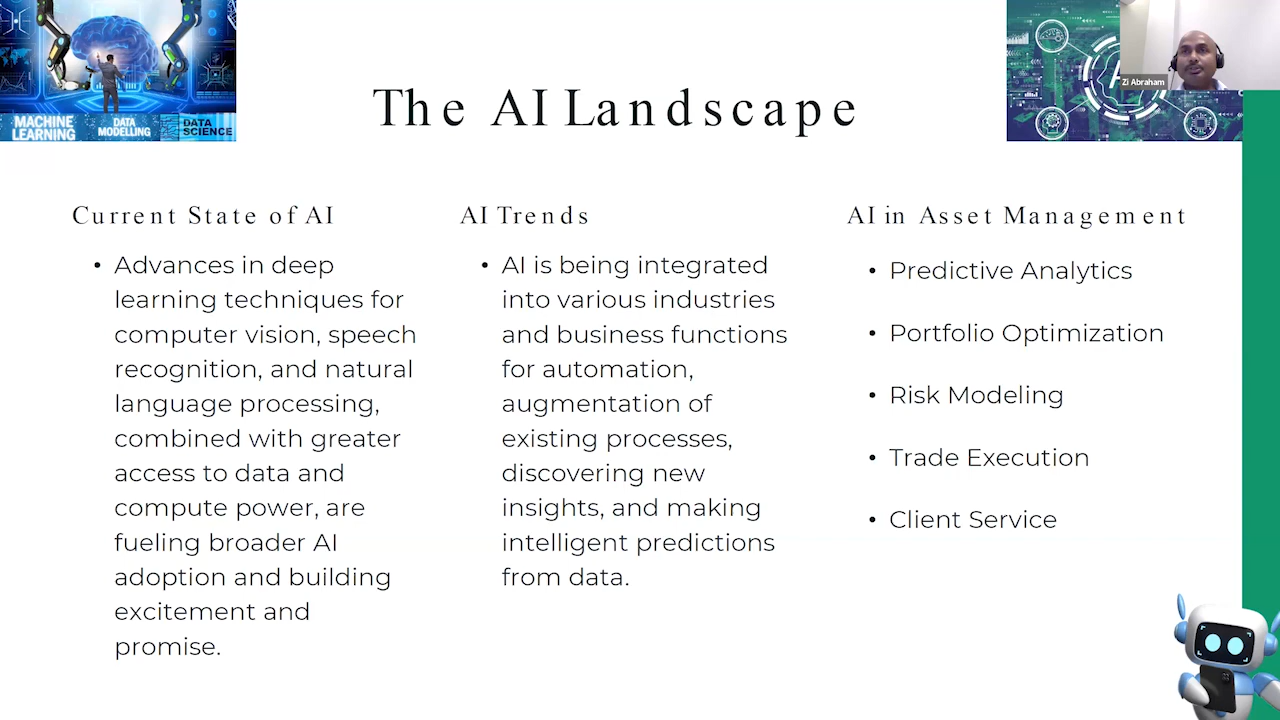 MACHINE
LEARNING
DATA
MODELLING
DATA
SCIENCE
Zi Abraham
The AI Landscape
Current State of AI
• Advances in deep
learning techniques for
computer vision, speech
recognition, and natural
language processing,
combined with greater
access to data and
compute power, are
fueling broader AI
adoption and building
excitement and
promise.
AI Trends
• AI is being integrated
into various industries
and business functions
for automation,
augmentation of
existing processes,
discovering new
insights, and making
intelligent predictions
from data.
AI in Asset Management
• Predictive Analytics
• Portfolio Optimization
• Risk Modeling
• Trade Execution
• Client Service